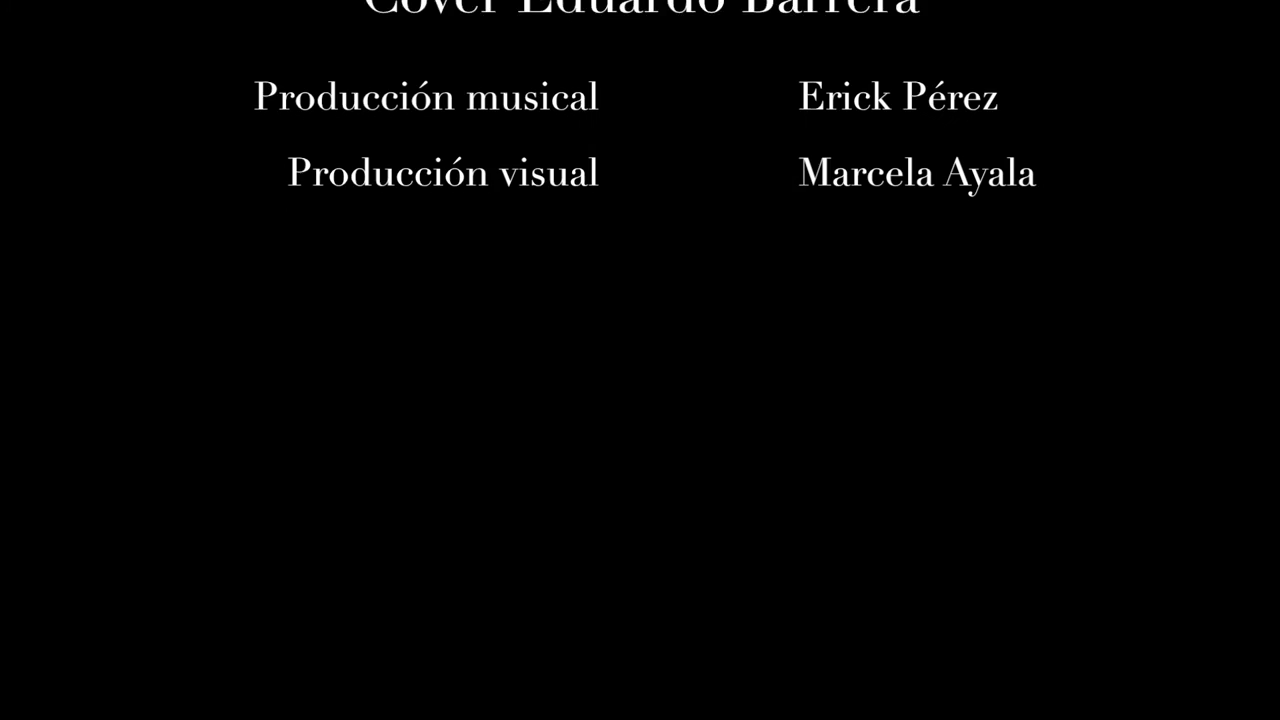 Cover Eduardo Barrera
Producción musical Erick Pérez
Producción visual Marcela Ayala